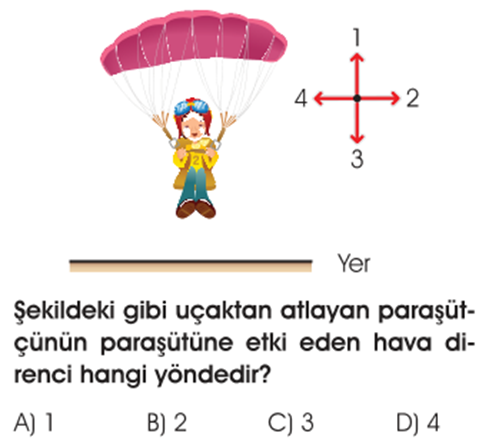 1
4 2
3
2
Yer
Şekildeki gibi uçaktan atlayan paraşüt-
çünün paraşütüne etki eden hava di-
renci hangi yöndedir?
A) 1 B) 2 C) 3 D) 4